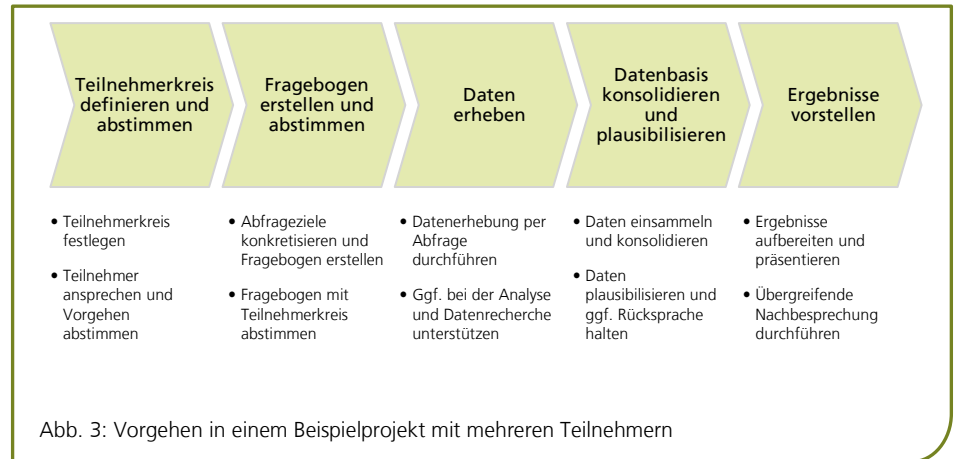 Teilnehmerkreis
definieren und
abstimmen
Fragebogen
erstellen und
abstimmen
Daten
erheben
Datenbasis
konsolidieren
und
plausibilisieren
Ergebnisse
vorstellen
• Teilnehmerkreis
festlegen
• Teilnehmer
ansprechen und
Vorgehen
abstimmen
• Abfrageziele
konkretisieren und
Fragebogen erstellen
• Fragebogen mit
Teilnehmerkreis
abstimmen
• Datenerhebung per
Abfrage
durchführen
• Ggf. bei der Analyse
und Datenrecherche
unterstützen
• Daten einsammeln
und konsolidieren
• Daten
plausibilisieren und
ggf. Rücksprache
halten
• Ergebnisse
aufbereiten und
präsentieren
• Übergreifende
Nachbesprechung
durchführen
Abb. 3: Vorgehen in einem Beispielprojekt mit mehreren Teilnehmern